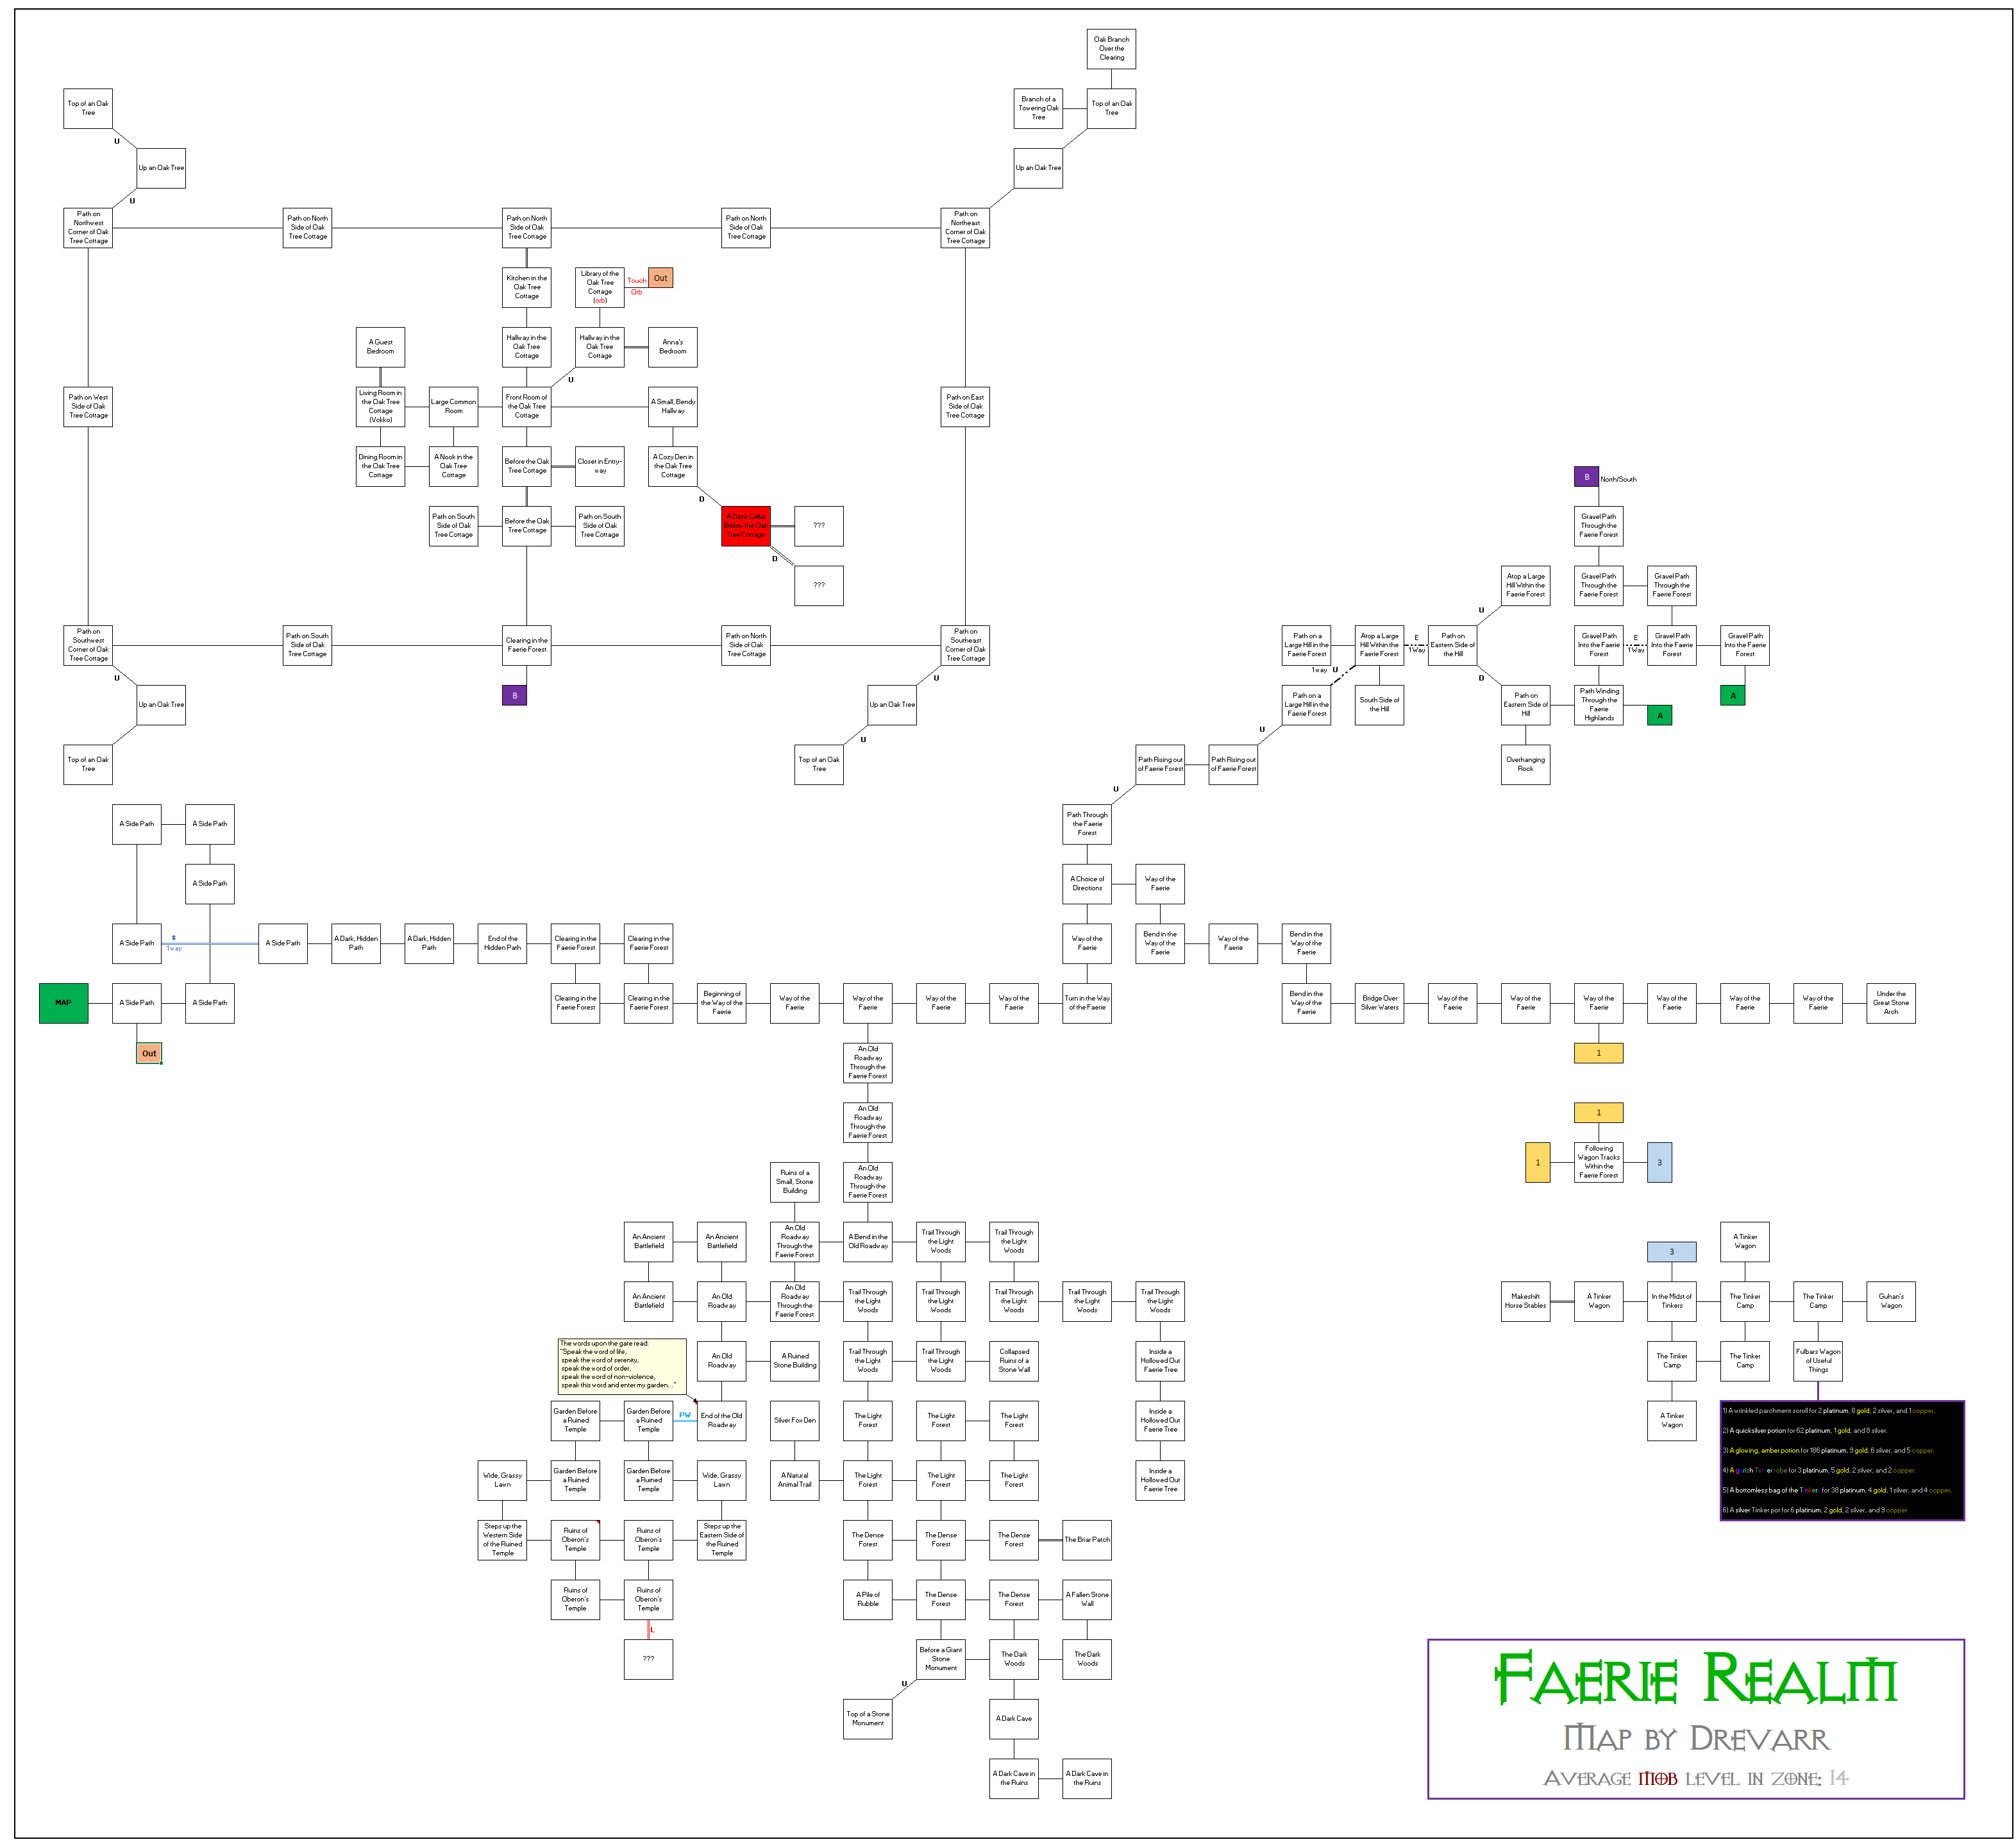 Oak Branch
Over the
Clearing
Top of an Oak
Tree
Branch of a
Towering Oak
Tree
Top of an Oak
Tree
U
Up an Oak Tree
Up an Oak Tree
U
Path on
Northwest
Corner of Oak
Tree Cottage
Path on North
Side of Oak
Tree Cottage
Path on North
Side of Oak
Tree Cottage
Path on North
Side of Oak
Tree Cottage
Path on
Northeast
Corner of Oak
Tree Cottage
Kitchen in the
Oak Tree
Cottage
Library of the
Oak Tree
Cottage
(orb)
Touch
Orb
Out
A Guest
Bedroom
Hallway in the
Oak Tree
Cottage
Hallway in the
Oak Tree
Cottage
Anna's
Bedroom
U
Path on West
Side of Oak
Tree Cottage
Living Room in
the Oak Tree
Cottage
(Vokko)
Large Common
Room
Front Room of
the Oak Tree
Cottage
A Small, Bendy
Hallway
Path on East
Side of Oak
Tree Cottage
Dining Room in
the Oak Tree
Cottage
A Nook in the
Oak Tree
Cottage
Before the Oak
Tree Cottage
Closet in Entry-
way
A Cozy Den in
the Oak Tree
Cottage
D
B
North/South
Path on South
Side of Oak
Tree Cottage
Before the Oak
Tree Cottage
Path on South
Side of Oak
Tree Cottage
A Dank Cellar
Below the Oak
Tree Cottage
???
D
???
Gravel Path
Through the
Faerie Forest
Atop a Large
Hill Within the
Faerie Forest
Gravel Path
Through the
Faerie Forest
Gravel Path
Through the
Faerie Forest
U
Path on
Southwest
Corner of Oak
Tree Cottage
Path on South
Side of Oak
Tree Cottage
Clearing in the
Faerie Forest
Path on North
Side of Oak
Tree Cottage
Path on
Southeast
Corner of Oak
Tree Cottage
Path on a
Large Hill in the
Faerie Forest
Atop a Large
Hill Within the
Faerie Forest
E
1Way
Path on
Eastern Side of
the Hill
Gravel Path
Into the Faerie
Forest
E
1Way
Gravel Path
Into the Faerie
Forest
Gravel Path
Into the Faerie
Forest
U
U
1way
U
D
Up an Oak Tree
B
Up an Oak Tree
Path on a
Large Hill in the
Faerie Forest
South Side of
the Hill
Path on
Eastern Side of
Hill
Path Winding
Through the
Faerie
Highlands
A
A
U
U
Top of an Oak
Tree
Top of an Oak
Tree
Path Rising out
of Faerie Forest
Path Rising out
of Faerie Forest
Overhanging
Rock
U
A Side Path
A Side Path
Path Through
the Faerie
Forest
A Side Path
A Choice of
Directions
Way of the
Faerie
A Side Path
1way
A Side Path
A Dark, Hidden
Path
A Dark, Hidden
Path
End of the
Hidden Path
Clearing in the
Faerie Forest
Clearing in the
Faerie Forest
Way of the
Faerie
Bend in the
Way of the
Faerie
Way of the
Faerie
Bend in the
Way of the
Faerie
MAP
A Side Path
A Side Path
Clearing in the
Faerie Forest
Clearing in the
Faerie Forest
Beginning of
the Way of the
Faerie
Way of the
Faerie
Way of the
Faerie
Way of the
Faerie
Way of the
Faerie
Turn in the Way
of the Faerie
Bend in the
Way of the
Faerie
Bridge Over
Silver Waters
Way of the
Faerie
Way of the
Faerie
Way of the
Faerie
Way of the
Faerie
Way of the
Faerie
Way of the
Faerie
Under the
Great Stone
Arch
Out
An Old
Roadway
Through the
Faerie Forest
1
An Old
Roadway
Through the
Faerie Forest
1
Ruins of a
Small, Stone
Building
An Old
Roadway
Through the
Faerie Forest
1
Following
Wagon Tracks
Within the
Faerie Forest
3
An Ancient
Battlefield
An Ancient
Battlefield
An Old
Roadway
Through the
Faerie Forest
A Bend in the
Old Roadway
Trail Through
the Light
Woods
Trail Through
the Light
Woods
3
A Tinker
Wagon
An Ancient
Battlefield
An Old
Roadway
An Old
Roadway
Through the
Faerie Forest
Trail Through
the Light
Woods
Trail Through
the Light
Woods
Trail Through
the Light
Woods
Trail Through
the Light
Woods
Trail Through
the Light
Woods
Makeshift
Horse Stables
A Tinker
Wagon
In the Midst of
Tinkers
The Tinker
Camp
The Tinker
Camp
Guhan's
Wagon
The words upon the gate read:
"Speak the word of life,
speak the word of serenity,
speak the word of order,
speak the word of non-violence,
speak this word and enter my garden..."
An Old
Roadway
A Ruined
Stone Building
Trail Through
the Light
Woods
Trail Through
the Light
Woods
Collapsed
Ruins of a
Stone Wall
Inside a
Hollowed Out
Faerie Tree
The Tinker
Camp
The Tinker
Camp
Fulbars Wagon
of Useful
Things
Garden Before
a Ruined
Temple
Garden Before
a Ruined
Temple
PW
End of the Old
Roadway
Silver Fox Den
The Light
Forest
The Light
Forest
The Light
Forest
Inside a
Hollowed Out
Faerie Tree
A Tinker
Wagon
1) A wrinkled parchment scroll for 2 platinum, 8 gold, 2 silver, and 1 copper.
2) A quicksilver potion for 62 platinum, 1 gold, and 8 silver.
3) A glowing, amber potion for 186 platinum, 9 gold, 6 silver, and 5 copper.
4) A garish Tinker robe for 3 platinum, 5 gold, 2 silver, and 2 copper.
5) A bottomless bag of the Tinkers for 38 platinum, 4 gold, 1 silver, and 4 copper.
6) A silver Tinker pot for 6 platinum, 2 gold, 2 silver, and 9 copper
Wide, Grassy
Lawn
Garden Before
a Ruined
Temple
Garden Before
a Ruined
Temple
Wide, Grassy
Lawn
A Natural
Animal Trail
The Light
Forest
The Light
Forest
The Light
Forest
Inside a
Hollowed Out
Faerie Tree
Steps up the
Western Side
of the Ruined
Temple
Ruins of
Oberon's
Temple
Ruins of
Oberon's
Temple
Steps up the
Eastern Side of
the Ruined
Temple
The Dense
Forest
The Dense
Forest
The Dense
Forest
The Briar Patch
Ruins of
Oberon's
Temple
Ruins of
Oberon's
Temple
A Pile of
Rubble
The Dense
Forest
The Dense
Forest
A Fallen Stone
Wall
L
???
Before a Giant
Stone
Monument
The Dark
Woods
The Dark
Woods
U
Top of a Stone
Monument
A Dark Cave
A Dark Cave in
the Ruins
A Dark Cave in
the Ruins
Faerie Realm
Map by Drevarr
Average mob level in zone: 14